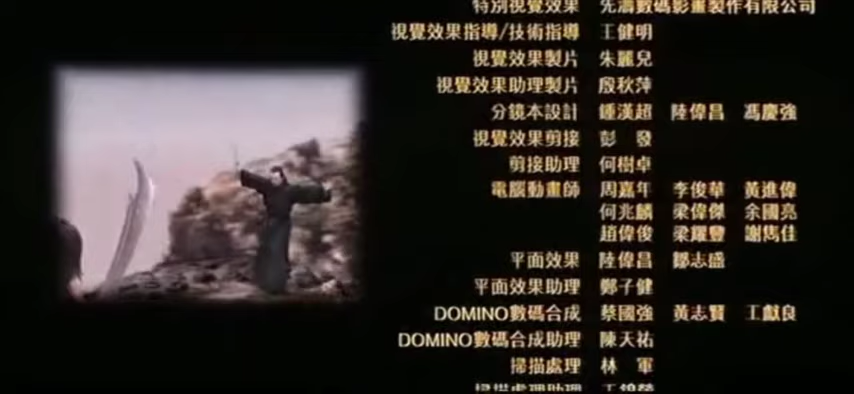 特別視覺效果 先濤數碼影畫製作有限公司
視覺效果指導/技術指導 王健明
視覺效果製片 朱麗兒
視覺效果助理製片 殷秋萍
分鏡本設計 鍾漢超 陸偉昌 馮慶強
視覺效果剪接 彭 發
剪接助理 何樹卓
電腦動畫師 周嘉年 李俊華 黃進偉
何兆麟 梁偉傑 余國亮
趙偉俊 梁耀豐 謝雋佳
平面效果 陸偉昌 鄒志盛
平面效果助理 鄭子健
DOMINO數碼合成 蔡國強 黃志賢 王獻良
DOMINO數碼合成助理 陳天祐
掃描處理 林 軍
掃描處理助理